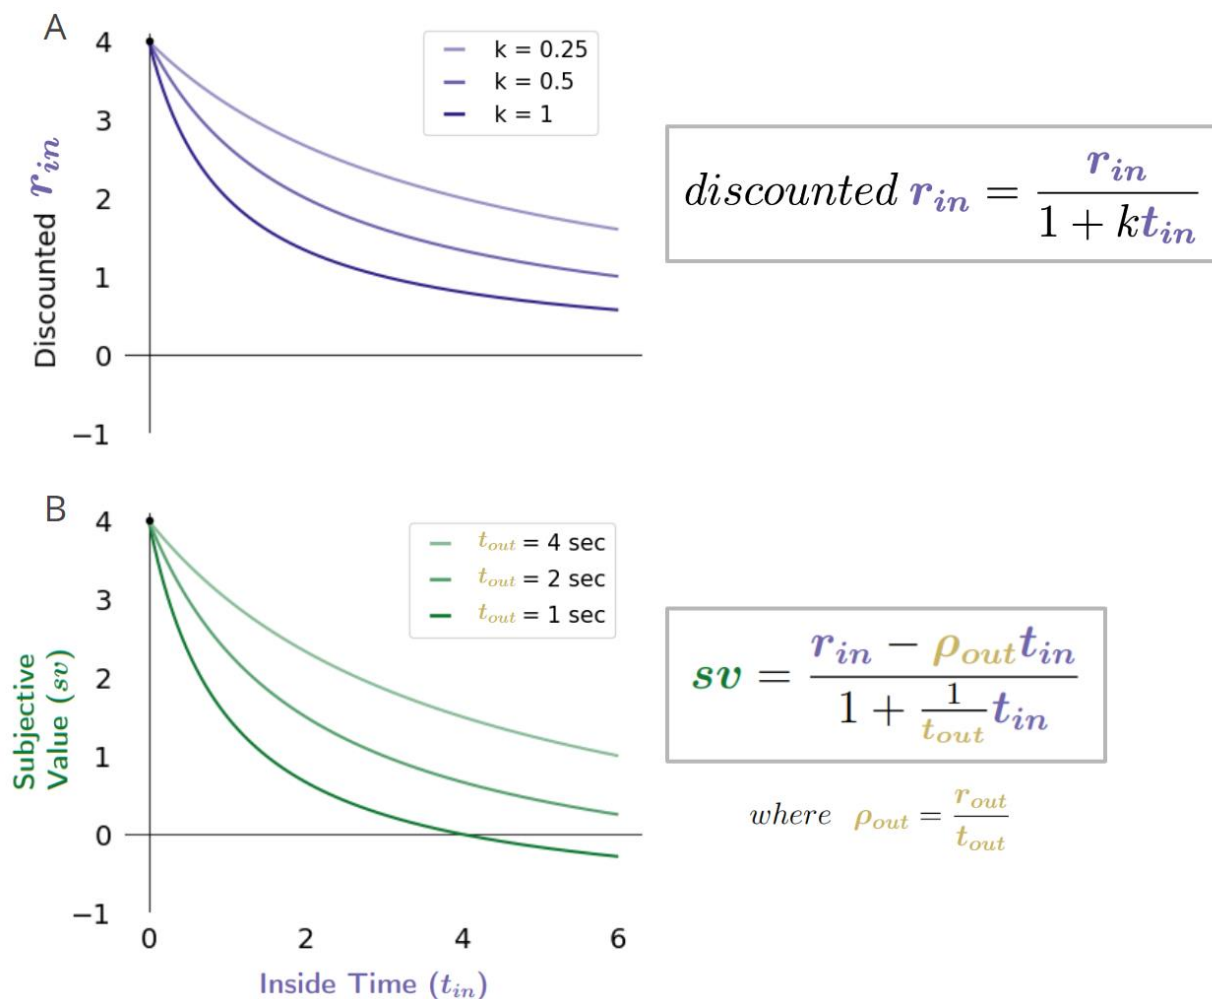 A
4
3
2
1
0
−1
Discounted r_in
k = 0.25
k = 0.5
k = 1
discounted r_in = r_in / (1 + kt_in)
B
4
3
2
1
0
−1
Subjective
Value (sv)
t_out = 4 sec
t_out = 2 sec
t_out = 1 sec
0 2 4 6
Inside Time (t_in)
sv = (r_in − ρ_out t_in) / (1 + (1 / t_out) t_in)
where ρ_out = r_out / t_out